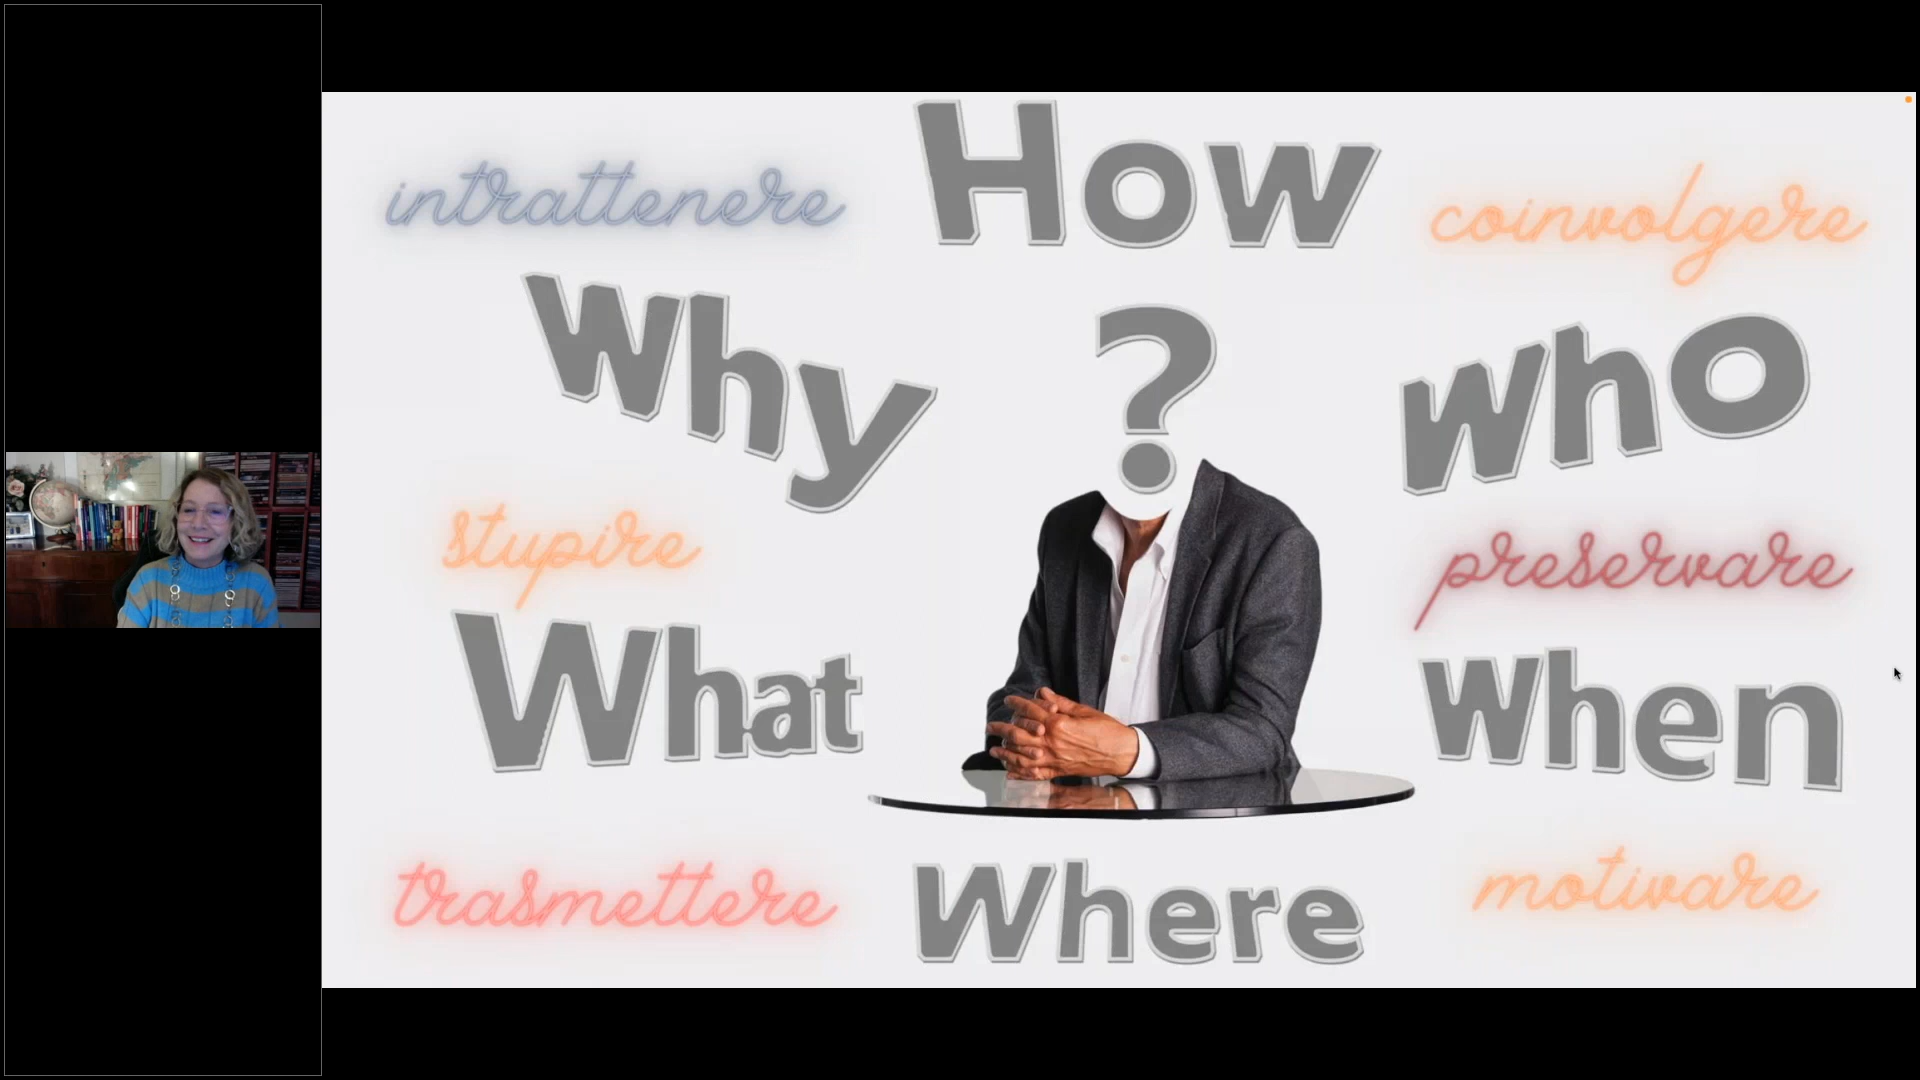 intrattenere
How
coinvolgere
Why
?
Who
stupire
preservare
What
When
trasmettere
Where
motivare